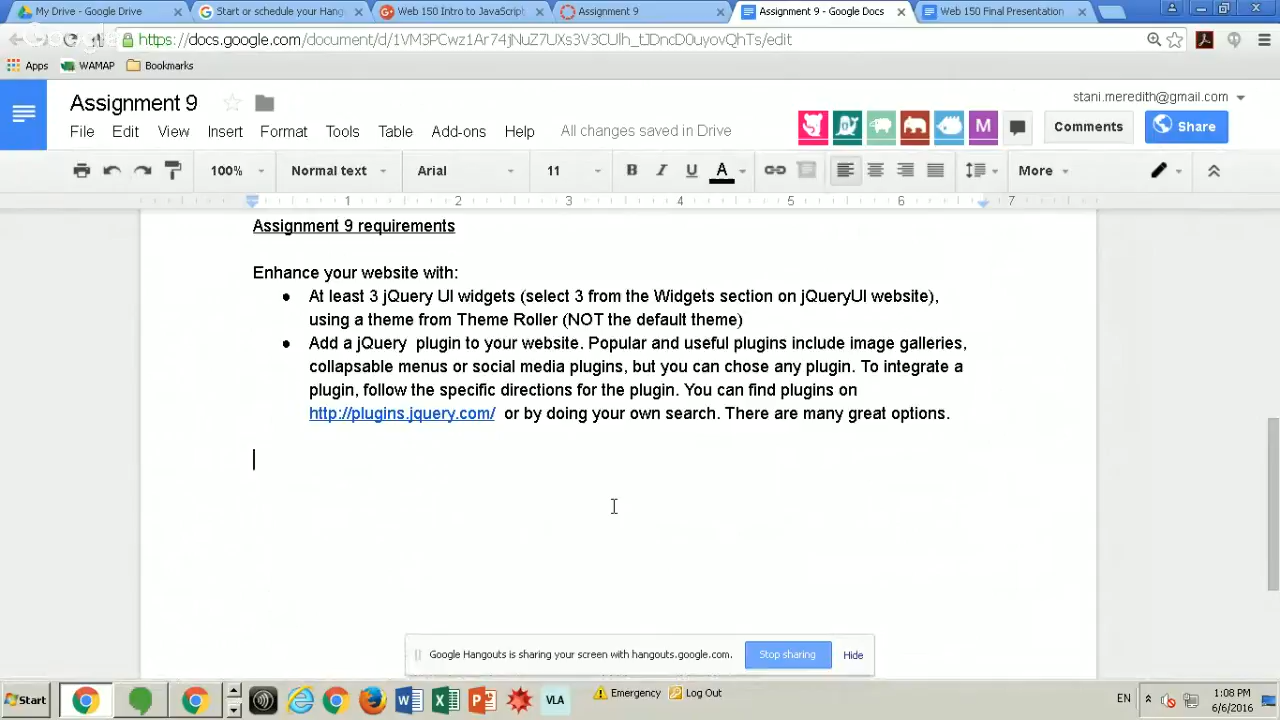 My Drive - Google Drive
Start or schedule your Hang
Web 150 Intro to JavaScript
Assignment 9
Assignment 9 - Google Docs
Web 150 Final Presentation
Apps
WAMAP
Bookmarks
Assignment 9
stani.meredith@gmail.com
File Edit View Insert Format Tools Table Add-ons Help All changes saved in Drive
M
Comments
Share
100% Normal text Arial 11 B I U A More
1 2 3 4 5 6 7
Assignment 9 requirements
Enhance your website with:
● At least 3 jQuery UI widgets (select 3 from the Widgets section on jQueryUI website),
using a theme from Theme Roller (NOT the default theme)
● Add a jQuery plugin to your website. Popular and useful plugins include image galleries,
collapsable menus or social media plugins, but you can chose any plugin. To integrate a
plugin, follow the specific directions for the plugin. You can find plugins on
http://plugins.jquery.com/ or by doing your own search. There are many great options.
Google Hangouts is sharing your screen with hangouts.google.com. Stop sharing Hide
Start
VLA
Emergency
Log Out
EN
1:08 PM
6/6/2016